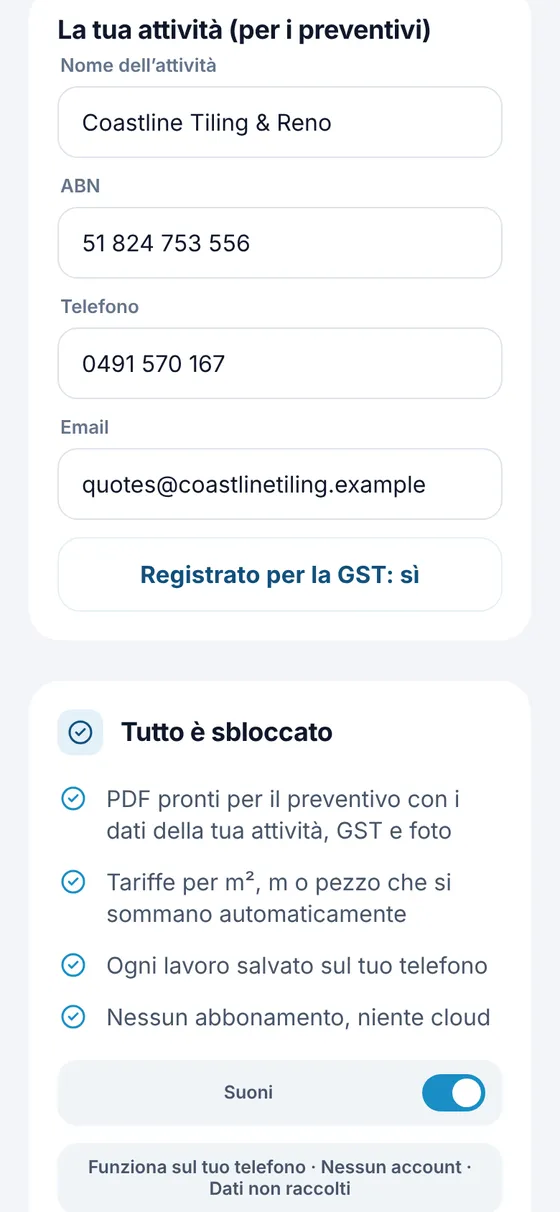 La tua attività (per i preventivi)
Nome dell’attività
Coastline Tiling & Reno
ABN
51 824 753 556
Telefono
0491 570 167
Email
quotes@coastlinetiling.example
Registrato per la GST: sì
Tutto è sbloccato
PDF pronti per il preventivo con i
dati della tua attività, GST e foto
Tariffe per m², m o pezzo che si
sommano automaticamente
Ogni lavoro salvato sul tuo telefono
Nessun abbonamento, niente cloud
Suoni
Funziona sul tuo telefono · Nessun account ·
Dati non raccolti